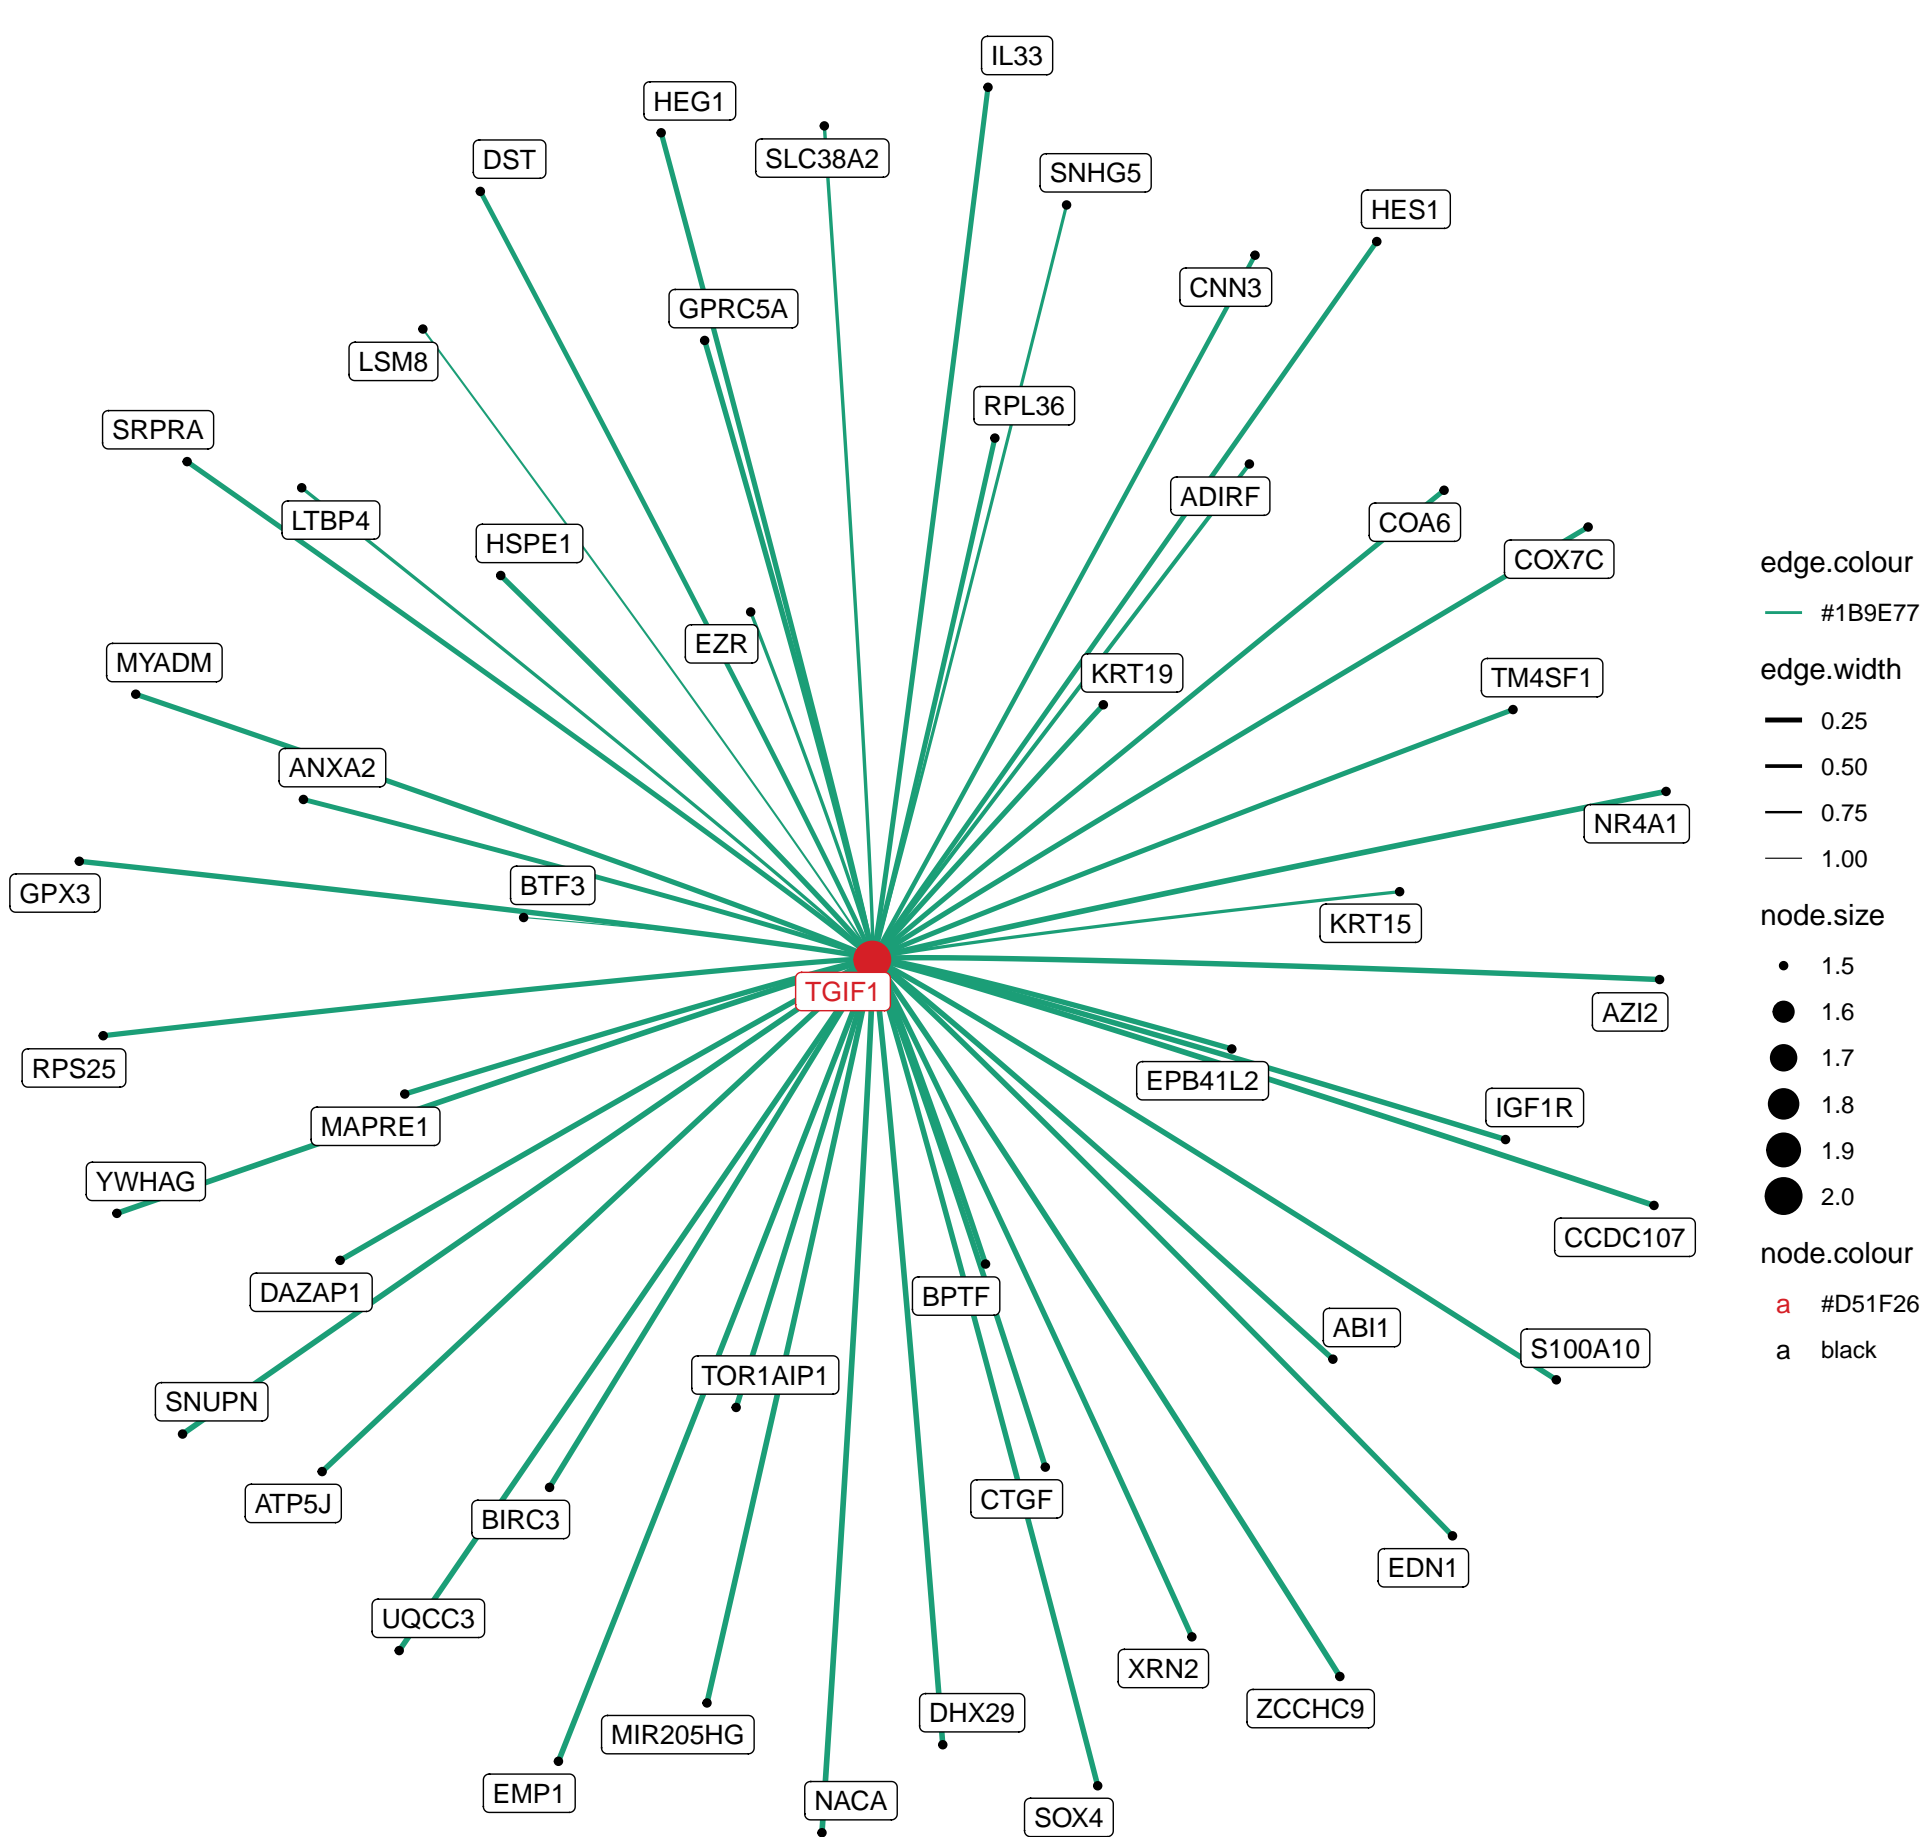 IL33
HEG1
DST
SLC38A2
SNHG5
HES1
CNN3
GPRC5A
LSM8
RPL36
SRPRA
ADIRF
LTBP4
COA6
HSPE1
COX7C
EZR
MYADM
KRT19
TM4SF1
ANXA2
NR4A1
BTF3
GPX3
KRT15
TGIF1
AZI2
RPS25
EPB41L2
IGF1R
MAPRE1
YWHAG
CCDC107
DAZAP1
BPTF
ABI1
S100A10
TOR1AIP1
SNUPN
CTGF
ATP5J
BIRC3
EDN1
UQCC3
XRN2
ZCCHC9
DHX29
MIR205HG
EMP1
NACA
SOX4
edge.colour
#1B9E77
edge.width
0.25
0.50
0.75
1.00
node.size
1.5
1.6
1.7
1.8
1.9
2.0
node.colour
a #D51F26
a black